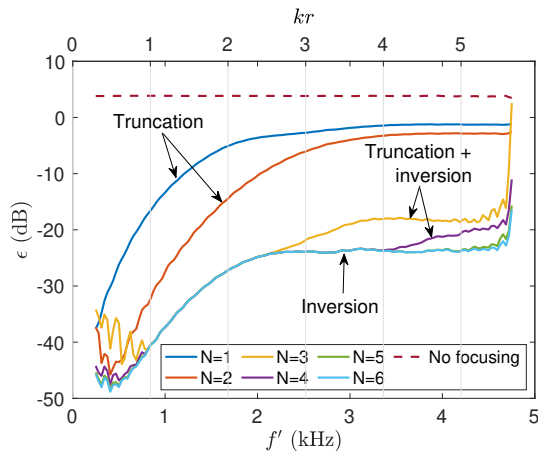 kr
0 1 2 3 4 5
10
0
-10
-20
-30
-40
-50
ϵ (dB)
Truncation
Truncation +
inversion
Inversion
N=1 N=3 N=5 No focusing
N=2 N=4 N=6
0 1 2 3 4 5
f′ (kHz)